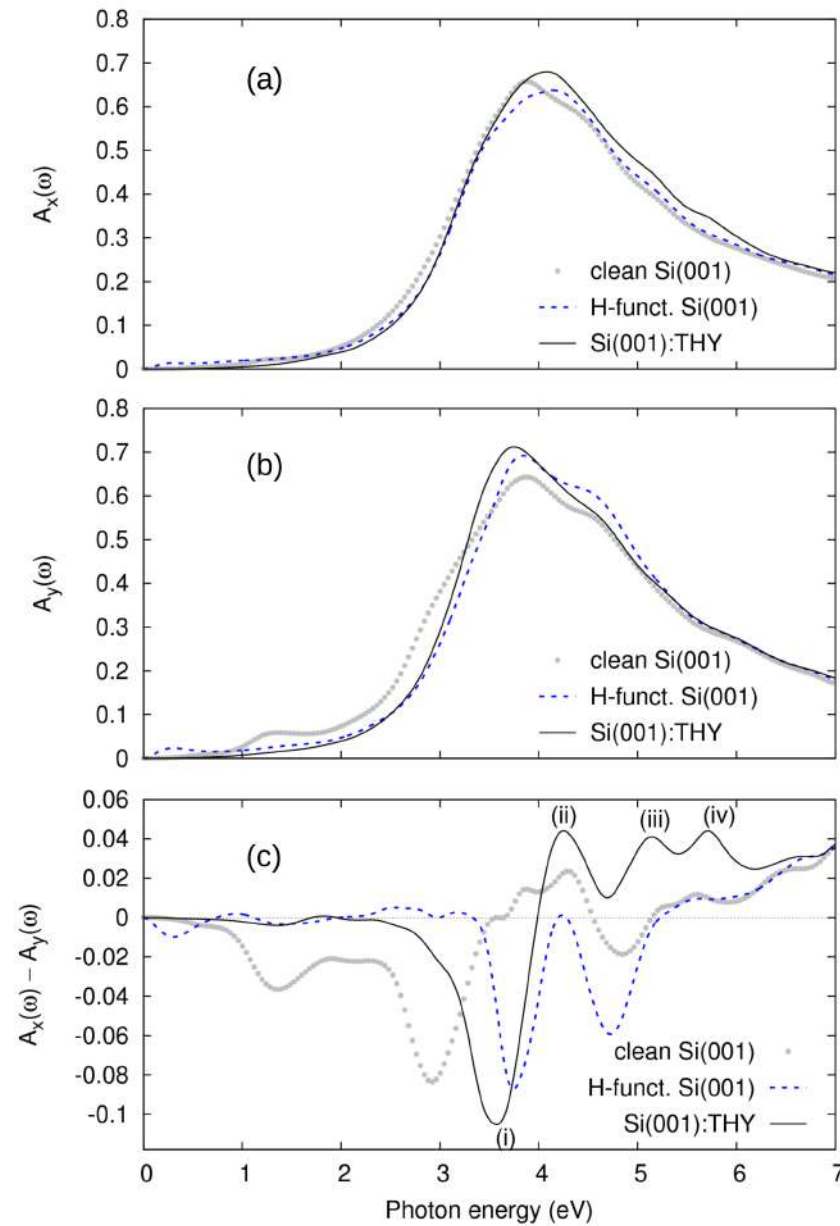 0.8
(a)
0.7
0.6
0.5
Aₓ(ω)
0.4
0.3
clean Si(001)
0.2
H-funct. Si(001)
0.1
Si(001):THY
0
0.8
(b)
0.7
0.6
0.5
Aᵧ(ω)
0.4
0.3
clean Si(001)
0.2
H-funct. Si(001)
0.1
Si(001):THY
0
0.06
(ii) (iii) (iv)
0.04
(c)
0.02
0
-0.02
Aₓ(ω) − Aᵧ(ω)
-0.04
-0.06
clean Si(001)
-0.08
H-funct. Si(001)
-0.1
Si(001):THY
(i)
0 1 2 3 4 5 6 7
Photon energy (eV)